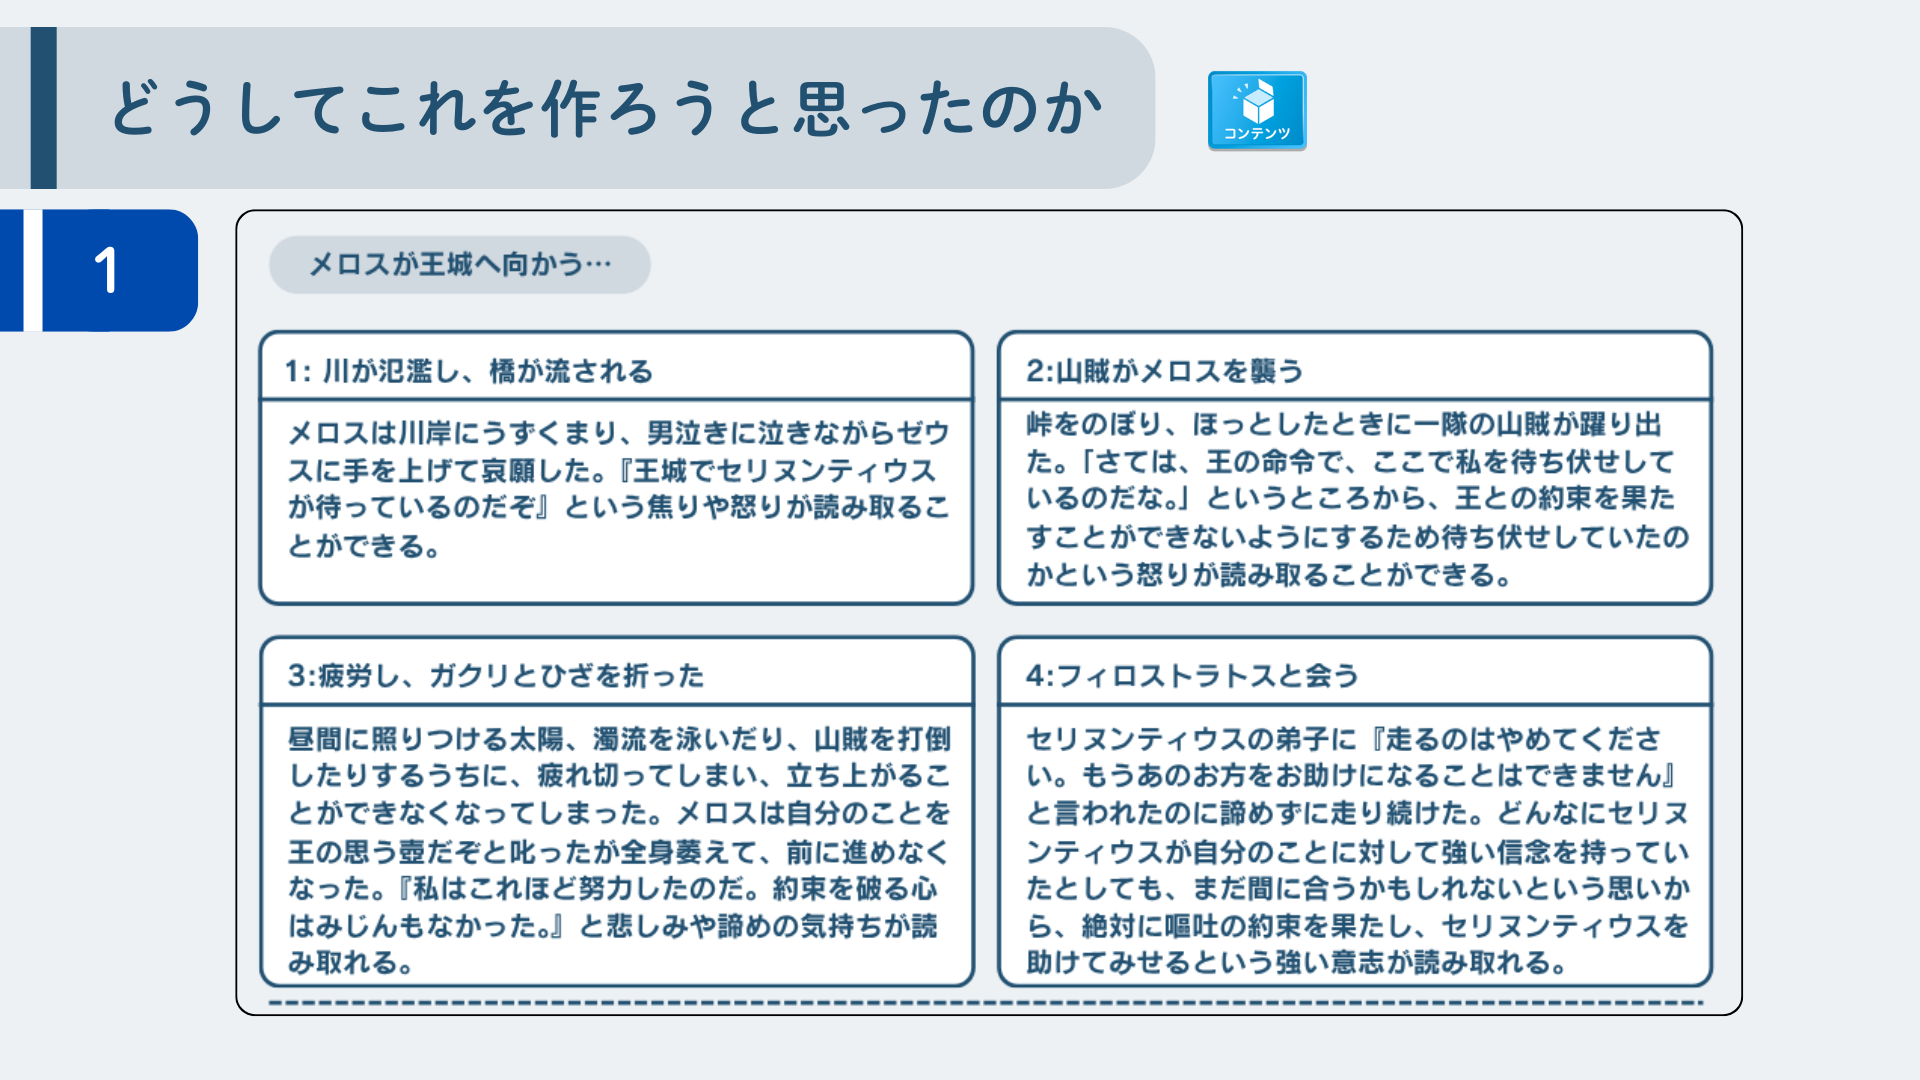 どうしてこれを作ろうと思ったのか
コンテンツ
1
メロスが王城へ向かう…
1: 川が氾濫し、橋が流される
メロスは川岸にうずくまり、男泣きに泣きながらゼウ
スに手を上げて哀願した。『王城でセリヌンティウス
が待っているのだぞ』という焦りや怒りが読み取るこ
とができる。
2:山賊がメロスを襲う
峠をのぼり、ほっとしたときに一隊の山賊が躍り出
た。「さては、王の命令で、ここで私を待ち伏せして
いるのだな。」というところから、王との約束を果た
すことができないようにするため待ち伏せしていたの
かという怒りが読み取ることができる。
3:疲労し、ガクリとひざを折った
昼間に照りつける太陽、濁流を泳いだり、山賊を打倒
したりするうちに、疲れ切ってしまい、立ち上がるこ
とができなくなってしまった。メロスは自分のことを
王の思う壺だぞと叱ったが全身萎えて、前に進めなく
なった。『私はこれほど努力したのだ。約束を破る心
はみじんもなかった。』と悲しみや諦めの気持ちが読
み取れる。
4:フィロストラトスと会う
セリヌンティウスの弟子に『走るのはやめてくださ
い。もうあのお方をお助けになることはできません』
と言われたのに諦めずに走り続けた。どんなにセリヌ
ンティウスが自分のことに対して強い信念を持ってい
たとしても、まだ間に合うかもしれないという思いか
ら、絶対に嘔吐の約束を果たし、セリヌンティウスを
助けてみせるという強い意志が読み取れる。